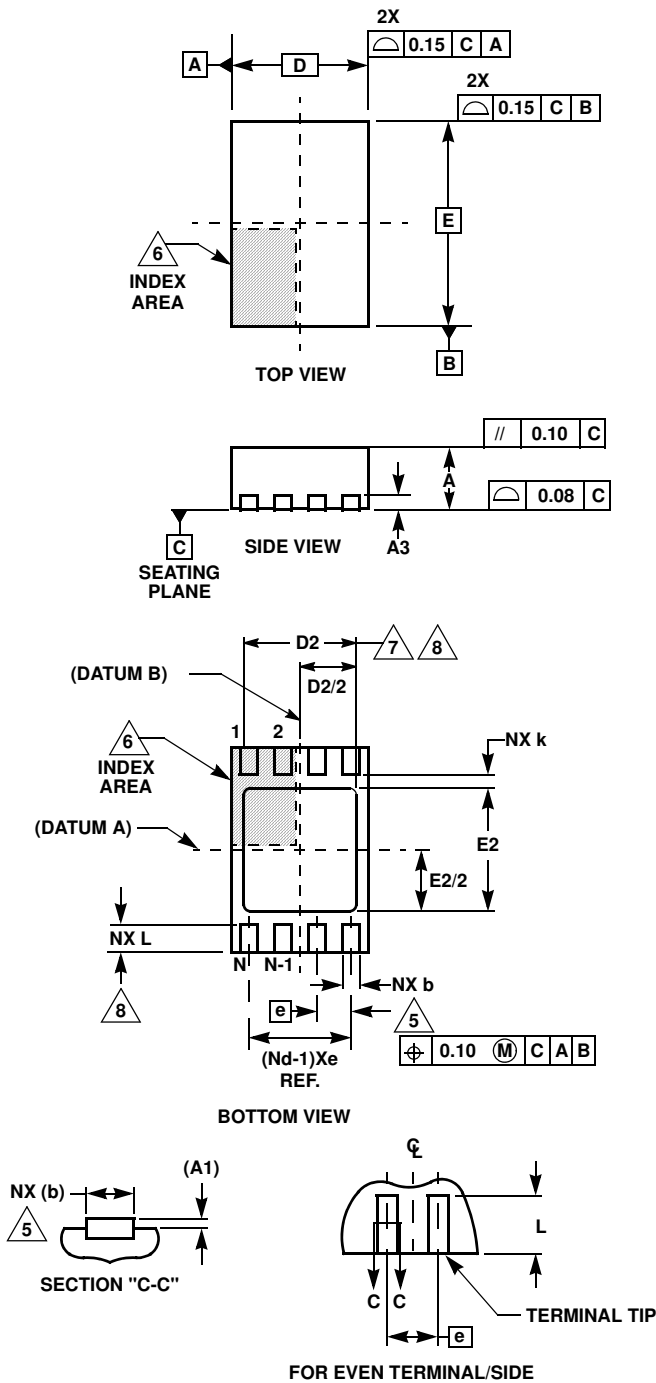 2X
⌓ 0.15 C A
A
D
2X
⌓ 0.15 C B
E
6
INDEX
AREA
B
TOP VIEW
// 0.10 C
A
⌓ 0.08 C
C
SIDE VIEW
A3
SEATING
PLANE
D2
7 8
(DATUM B)
D2/2
1 2
6
INDEX
AREA
NX k
(DATUM A)
E2
E2/2
NX L
N N-1
NX b
8
e
5
(Nd-1)Xe
REF.
⌖ 0.10 Ⓜ C A B
BOTTOM VIEW
(A1)
NX (b)
5
SECTION "C-C"
℄
L
C C
TERMINAL TIP
e
FOR EVEN TERMINAL/SIDE